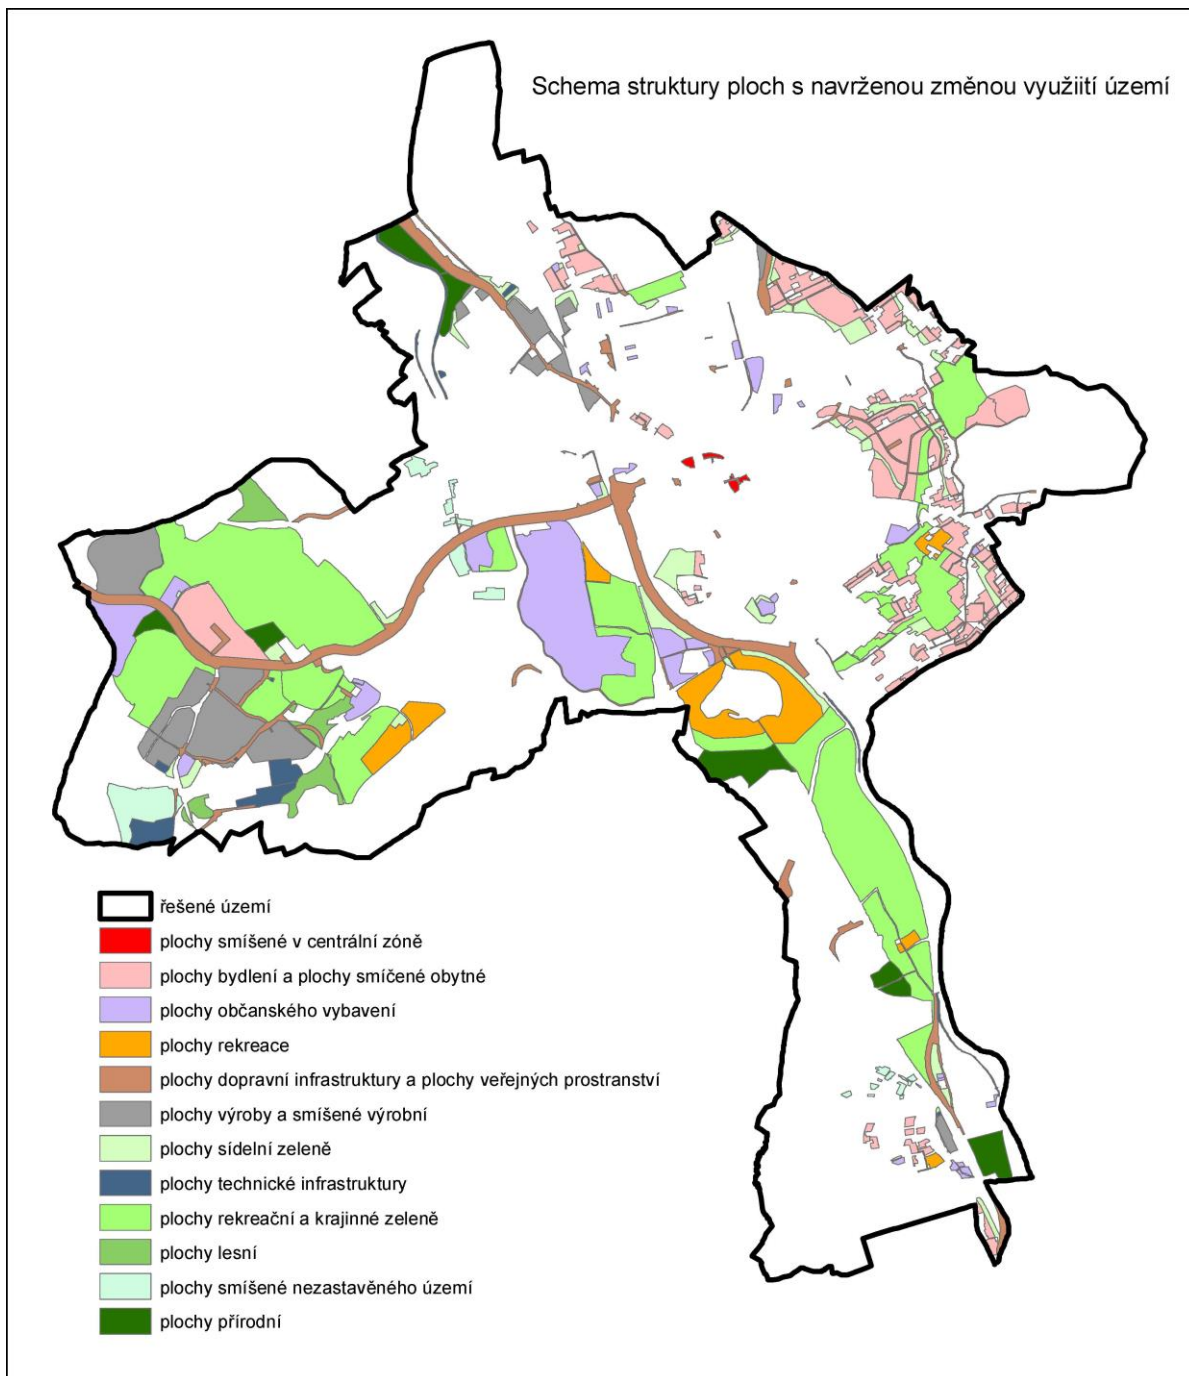 Schema struktury ploch s navrženou změnou využiití území
řešené území
plochy smíšené v centrální zóně
plochy bydlení a plochy smíčené obytné
plochy občanského vybavení
plochy rekreace
plochy dopravní infrastruktury a plochy veřejných prostranství
plochy výroby a smíšené výrobní
plochy sídelní zeleně
plochy technické infrastruktury
plochy rekreační a krajinné zeleně
plochy lesní
plochy smíšené nezastavěného území
plochy přírodní